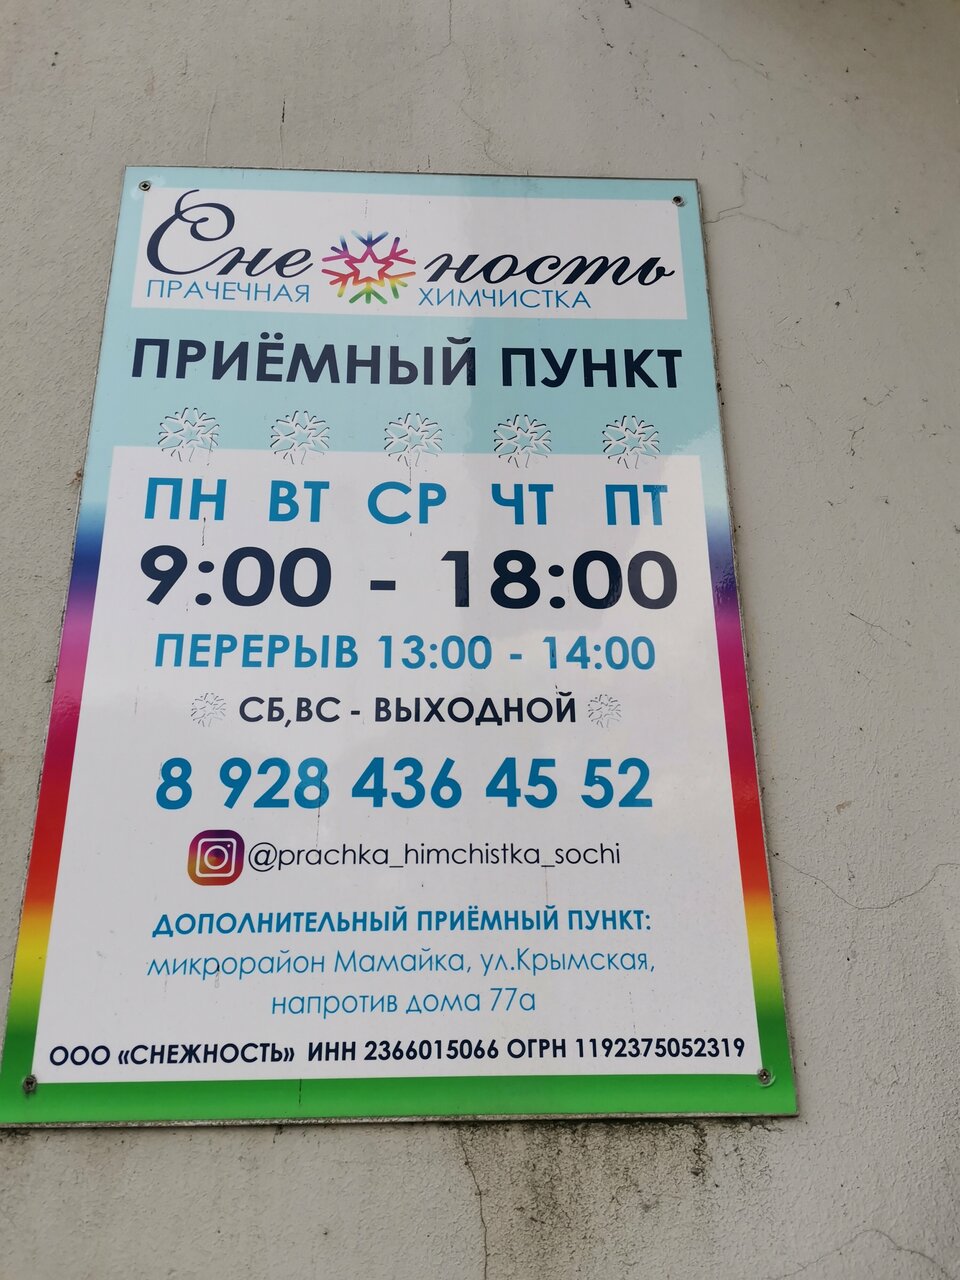 Снежность
ПРАЧЕЧНАЯ ХИМЧИСТКА
ПРИЁМНЫЙ ПУНКТ
ПН ВТ СР ЧТ ПТ
9:00 - 18:00
ПЕРЕРЫВ 13:00 - 14:00
СБ,ВС - ВЫХОДНОЙ
8 928 436 45 52
@prachka_himchistka_sochi
ДОПОЛНИТЕЛЬНЫЙ ПРИЁМНЫЙ ПУНКТ:
микрорайон Мамайка, ул.Крымская,
напротив дома 77а
ООО «СНЕЖНОСТЬ» ИНН 2366015066 ОГРН 1192375052319